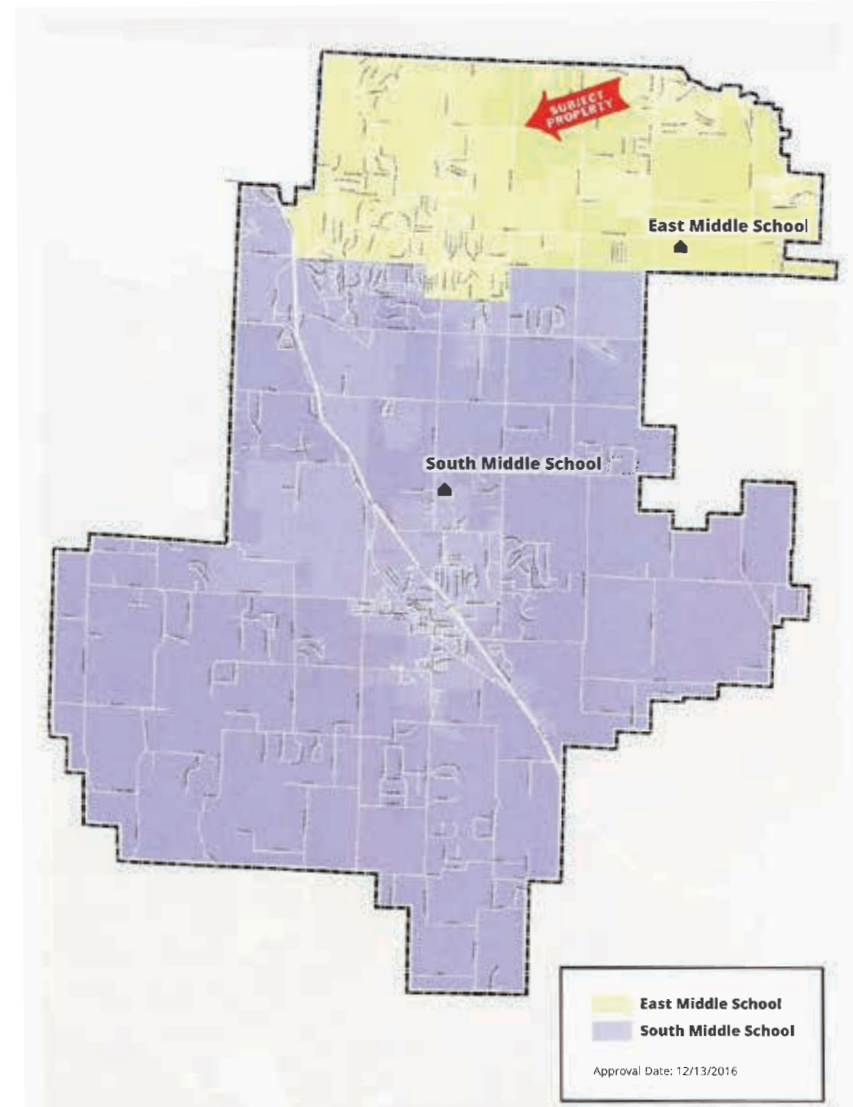 SUBJECT
PROPERTY
East Middle School
South Middle School
East Middle School
South Middle School
Approval Date: 12/13/2016